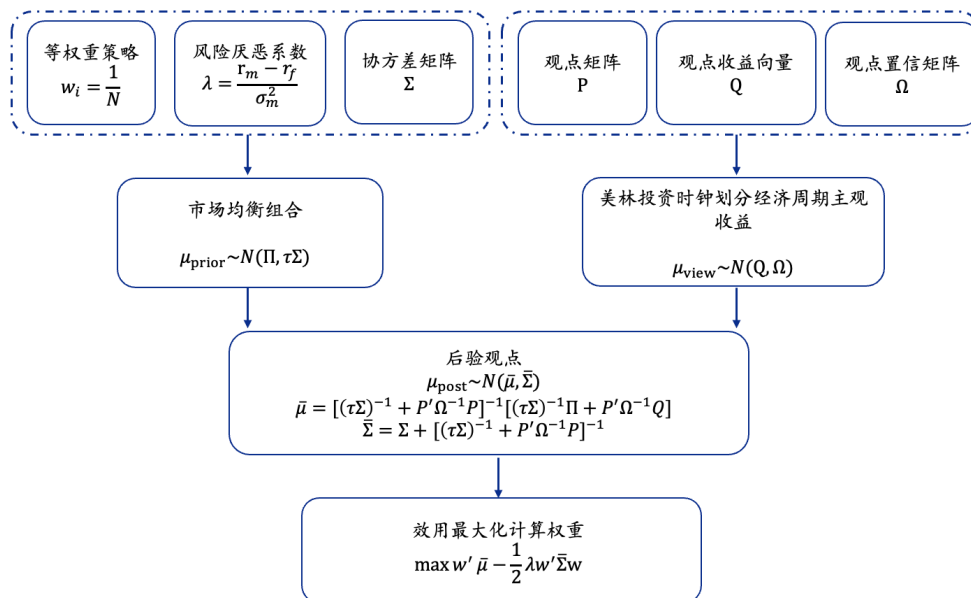 等权重策略
w_i = 1/N
风险厌恶系数
λ = (r_m − r_f)/σ_m^2
协方差矩阵
Σ
观点矩阵
P
观点收益向量
Q
观点置信矩阵
Ω
市场均衡组合
μ_prior~N(Π, τΣ)
美林投资时钟划分经济周期主观
收益
μ_view~N(Q, Ω)
后验观点
μ_post~N(μ̄, Σ̄)
μ̄ = [(τΣ)^−1 + P′Ω^−1P]^−1[(τΣ)^−1Π + P′Ω^−1Q]
Σ̄ = Σ + [(τΣ)^−1 + P′Ω^−1P]^−1
效用最大化计算权重
max w′ μ̄ − 1/2 λw′Σ̄w